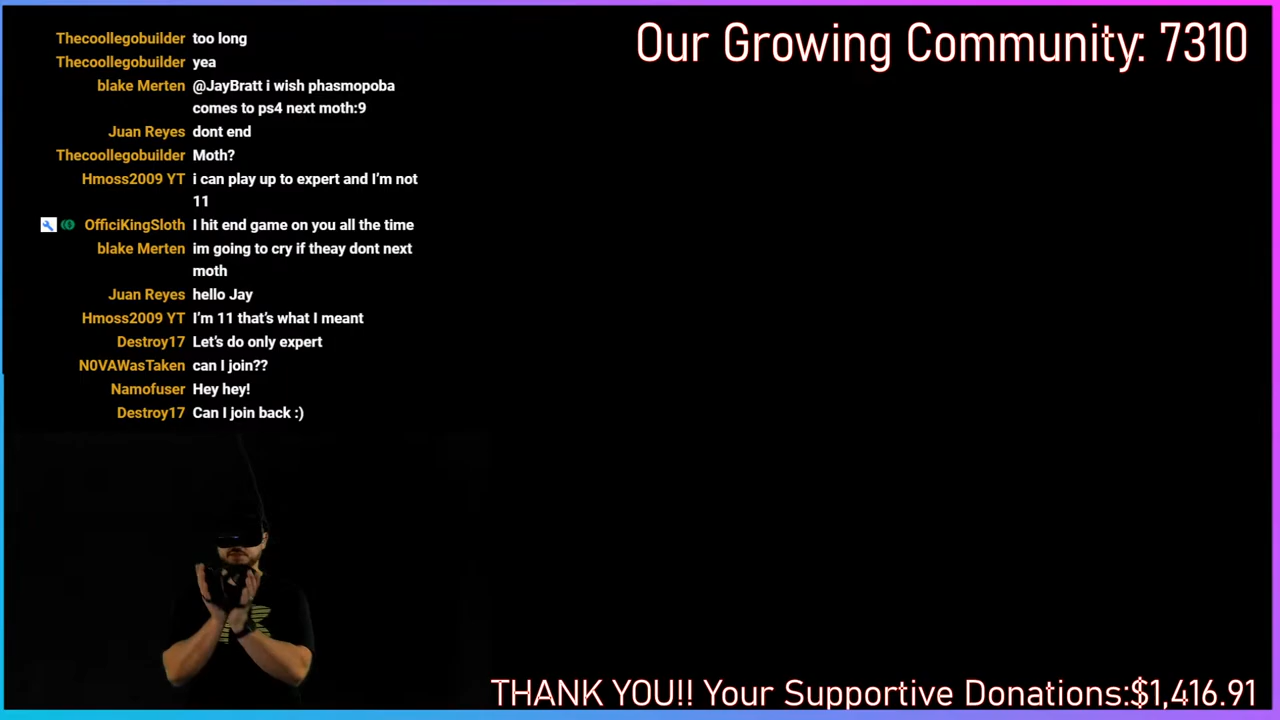 Our Growing Community: 7310
Thecoollegobuilder too long
Thecoollegobuilder yea
blake Merten @JayBratt i wish phasmopoba
comes to ps4 next moth:9
Juan Reyes dont end
Thecoollegobuilder Moth?
Hmoss2009 YT i can play up to expert and I’m not
11
OfficiKingSloth I hit end game on you all the time
blake Merten im going to cry if theay dont next
moth
Juan Reyes hello Jay
Hmoss2009 YT I’m 11 that’s what I meant
Destroy17 Let’s do only expert
N0VAWasTaken can I join??
Namofuser Hey hey!
Destroy17 Can I join back :)
THANK YOU!! Your Supportive Donations:$1,416.91